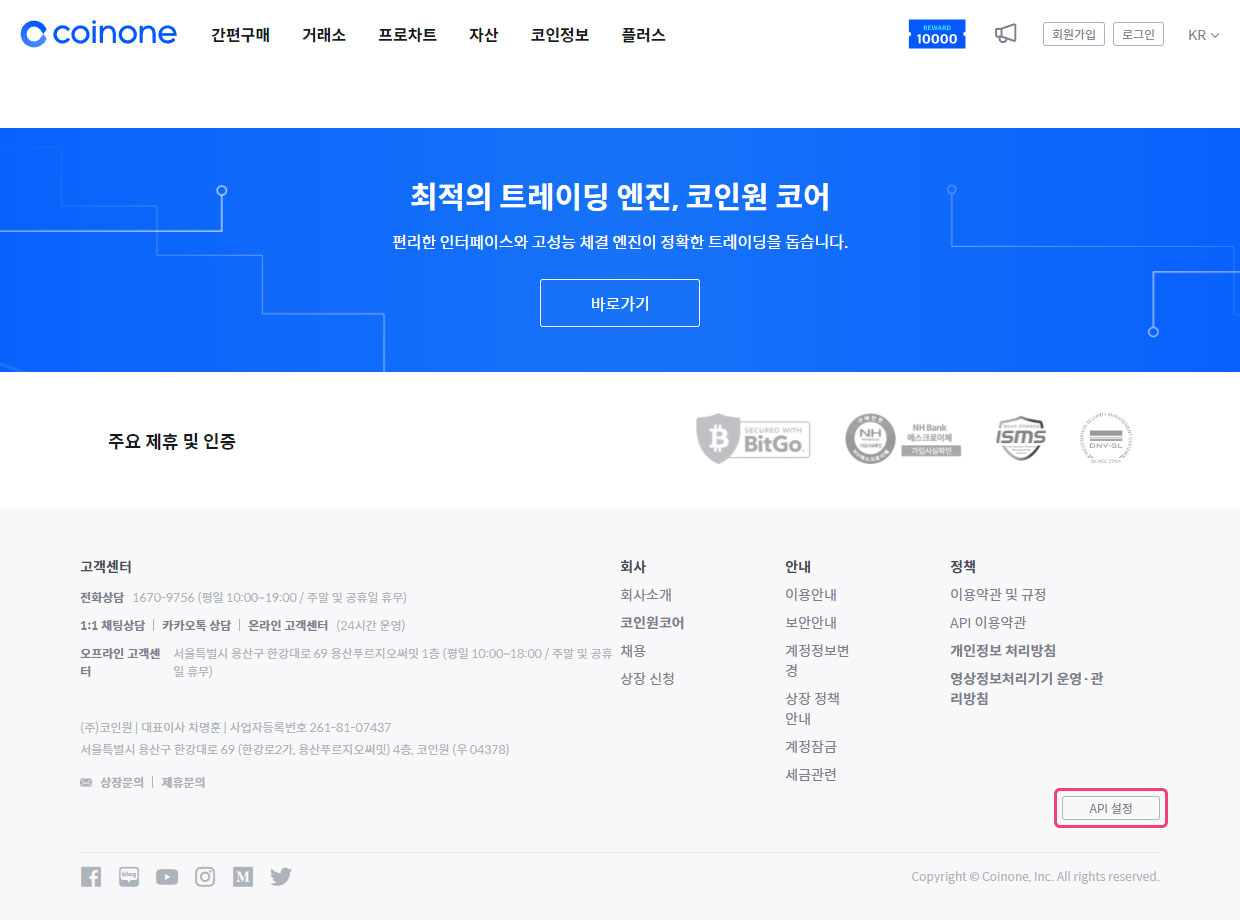 coinone 간편구매 거래소 프로차트 자산 코인정보 플러스 REWARD 10000 회원가입 로그인 KR
최적의 트레이딩 엔진, 코인원 코어
편리한 인터페이스와 고성능 체결 엔진이 정확한 트레이딩을 돕습니다.
바로가기
주요 제휴 및 인증
SECURED WITH
BitGo
NH
NH Bank
에스크로이체
가입사실확인
ISMS
DNV·GL
고객센터
전화상담 1670-9756 (평일 10:00~19:00 / 주말 및 공휴일 휴무)
1:1 채팅상담 | 카카오톡 상담 | 온라인 고객센터 (24시간 운영)
오프라인 고객센
터
서울특별시 용산구 한강대로 69 용산푸르지오써밋 1층 (평일 10:00~18:00 / 주말 및 공휴
일 휴무)
(주)코인원 | 대표이사 차명훈 | 사업자등록번호 261-81-07437
서울특별시 용산구 한강대로 69 (한강로2가, 용산푸르지오써밋) 4층, 코인원 (우 04378)
상장문의 | 제휴문의
회사
회사소개
코인원코어
채용
상장 신청
안내
이용안내
보안안내
계정정보변
경
상장 정책
안내
계정잠금
세금관련
정책
이용약관 및 규정
API 이용약관
개인정보 처리방침
영상정보처리기기 운영·관
리방침
API 설정
blog
M
Copyright © Coinone, Inc. All rights reserved.